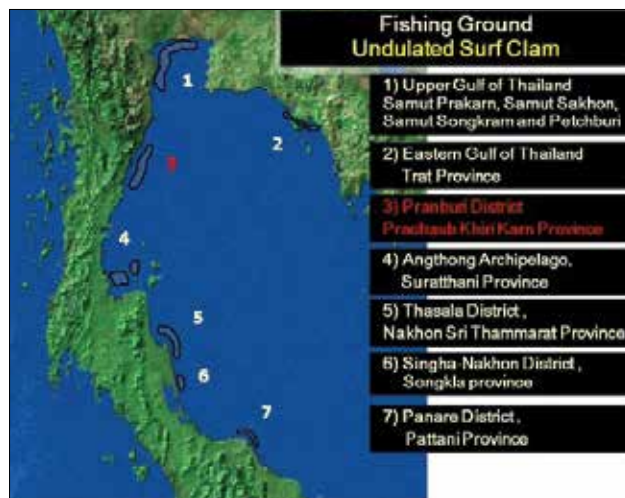 Fishing Ground
Undulated Surf Clam
1) Upper Gulf of Thailand
Samut Prakarn, Samut Sakhon,
Samut Songkram and Petchburi
2) Eastern Gulf of Thailand
Trat Province
3) Pranburi District
Prachaub Khiri Karn Province
4) Angthong Archipelago,
Suratthani Province
5) Thasala District,
Nakhon Sri Thammarat Province
6) Singha-Nakhon District,
Songkla province
7) Panare District,
Pattani Province
1
2
3
4
5
6
7